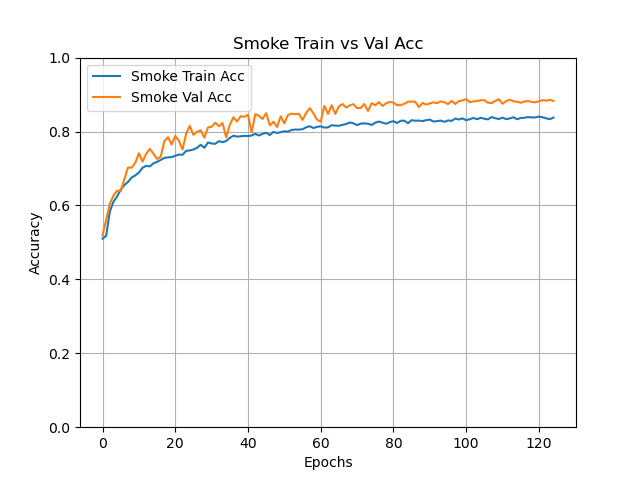 Smoke Train vs Val Acc
Smoke Train Acc
Smoke Val Acc
1.0
0.8
0.6
0.4
0.2
0.0
Accuracy
0 20 40 60 80 100 120
Epochs